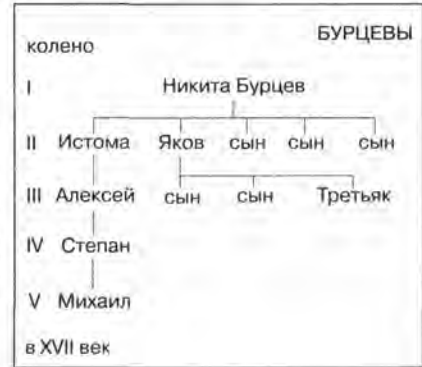 БУРЦЕВЫ
колено
I Никита Бурцев
II Истома Яков сын сын сын
III Алексей сын сын Третьяк
IV Степан
V Михаил
в XVII век